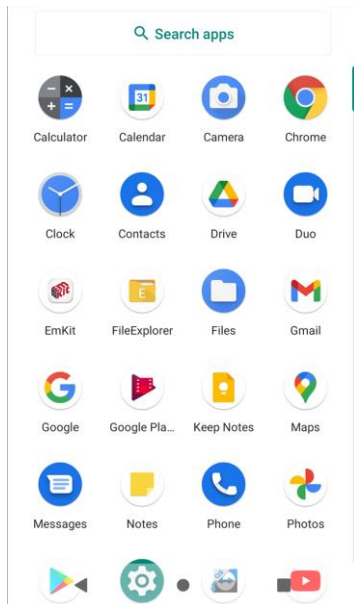 Search apps
31
Calculator Calendar Camera Chrome
Clock Contacts Drive Duo
E
EmKit FileExplorer Files Gmail
Google Google Pla... Keep Notes Maps
Messages Notes Phone Photos